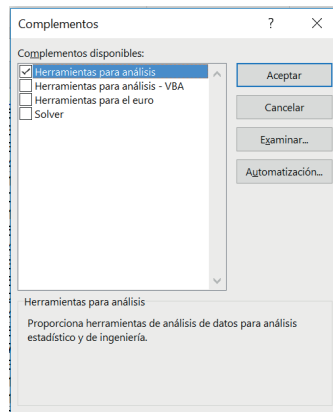 Complementos ? ×
Complementos disponibles:
Herramientas para análisis
Herramientas para análisis - VBA
Herramientas para el euro
Solver
Aceptar
Cancelar
Examinar...
Automatización...
Herramientas para análisis
Proporciona herramientas de análisis de datos para análisis
estadístico y de ingeniería.